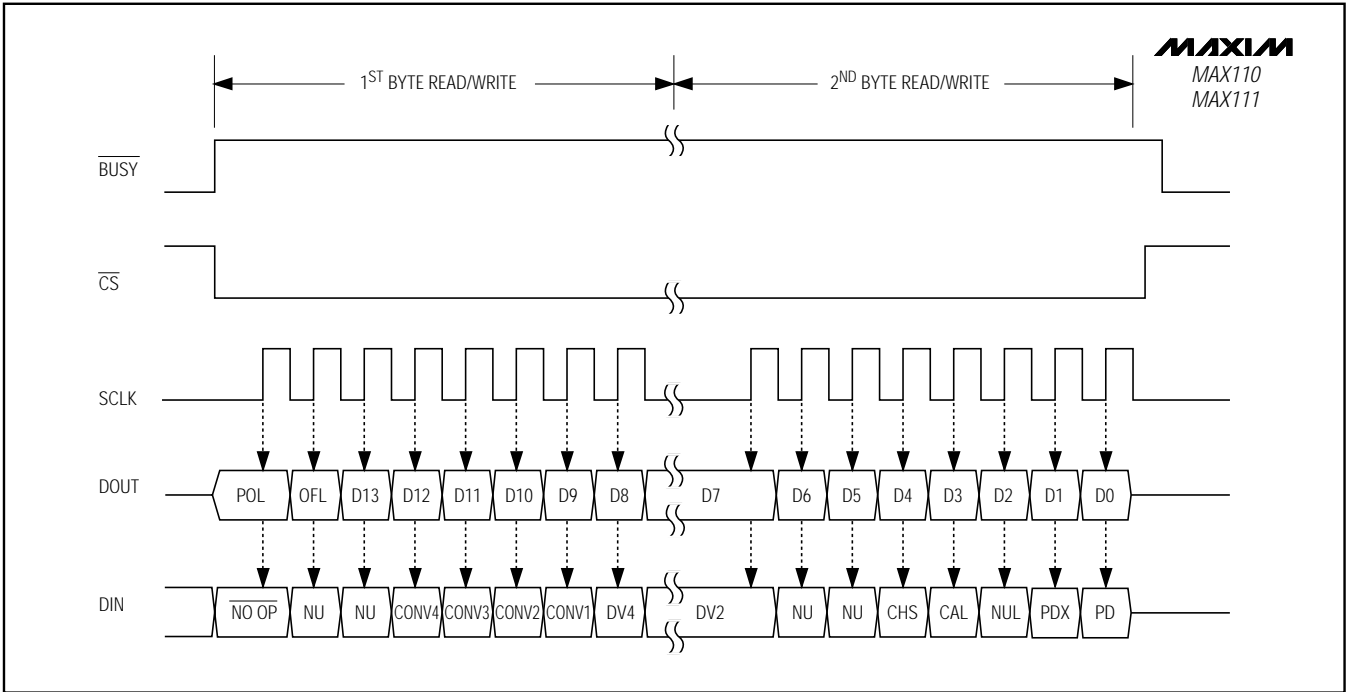 MAXIM
MAX110
MAX111
1ST BYTE READ/WRITE
2ND BYTE READ/WRITE
BUSY
CS
SCLK
DOUT
POL OFL D13 D12 D11 D10 D9 D8 D7 D6 D5 D4 D3 D2 D1 D0
DIN
NO OP NU NU CONV4 CONV3 CONV2 CONV1 DV4 DV2 NU NU CHS CAL NUL PDX PD